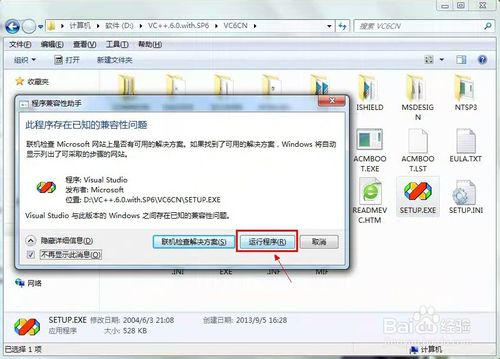 计算机 ▸ 软件 (D:) ▸ VC++.6.0.with.SP6 ▸ VC6CN ▸
搜索 VC6CN
文件(F) 编辑(E) 查看(V) 工具(T) 帮助(H)
组织 打开 新建文件夹
收藏夹
ISHIELD MSDESIGN NTSP3
程序兼容性助手
此程序存在已知的兼容性问题
联机检查 Microsoft 网站上是否有可用的解决方案。如果找到了可用的解决方案，Windows 将自动
显示列出了可采取的步骤的网站。
程序: Visual Studio
发布者: Microsoft
位置: D:\VC++.6.0.with.SP6\VC6CN\SETUP.EXE
Visual Studio 与此版本的 Windows 之间存在已知的兼容性问题。
隐藏详细信息(D)
联机检查解决方案(S) 运行程序(R) 取消
不再显示此消息(O)
ACMBOOT.EXE
ACMBOOT.LST
EULA.TXT
READMEVC.HTM
SETUP.EXE
SETUP.INI
网络
.INI EXE INF MIF
SETUP.EXE 修改日期: 2004/6/3 21:08 创建日期: 2013/9/5 16:28
应用程序 大小: 528 KB
已选择 1 项
计算机
Baidu 经验